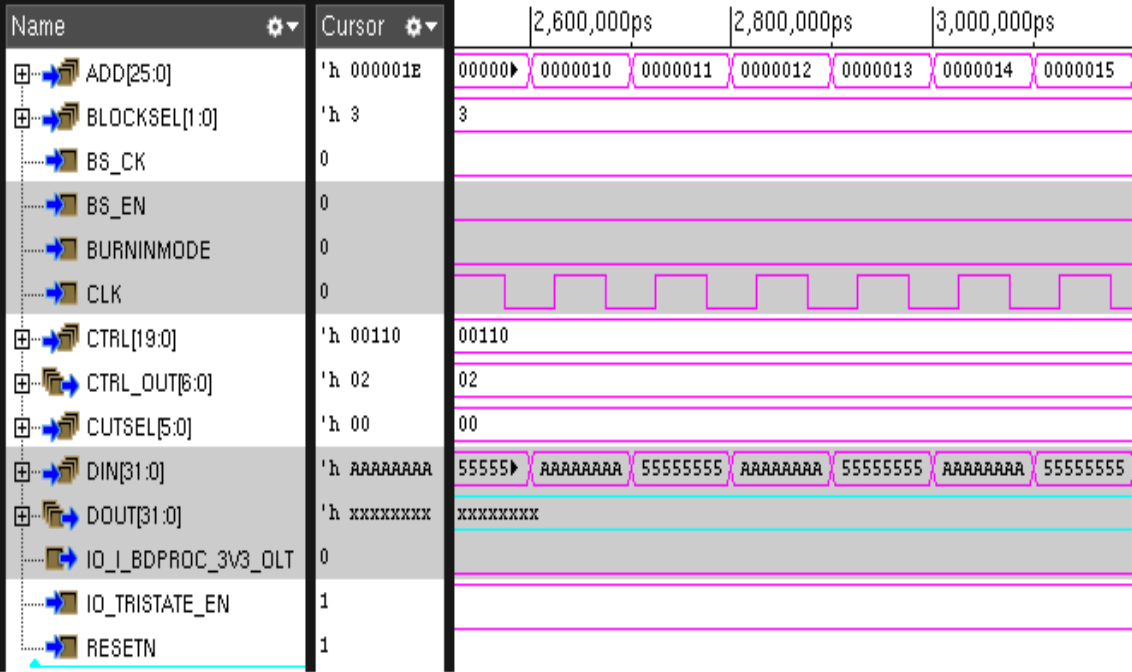 Name Cursor 2,600,000ps 2,800,000ps 3,000,000ps
ADD[25:0] 'h 000001E 00000 0000010 0000011 0000012 0000013 0000014 0000015
BLOCKSEL[1:0] 'h 3 3
BS_CK 0
BS_EN 0
BURNINMODE 0
CLK 0
CTRL[19:0] 'h 00110 00110
CTRL_OUT[6:0] 'h 02 02
CUTSEL[5:0] 'h 00 00
DIN[31:0] 'h AAAAAAAA 55555 AAAAAAAA 55555555 AAAAAAAA 55555555 AAAAAAAA 55555555
DOUT[31:0] 'h xxxxxxxx xxxxxxxx
IO_I_BDPROC_3V3_OLT 0
IO_TRISTATE_EN 1
RESETN 1